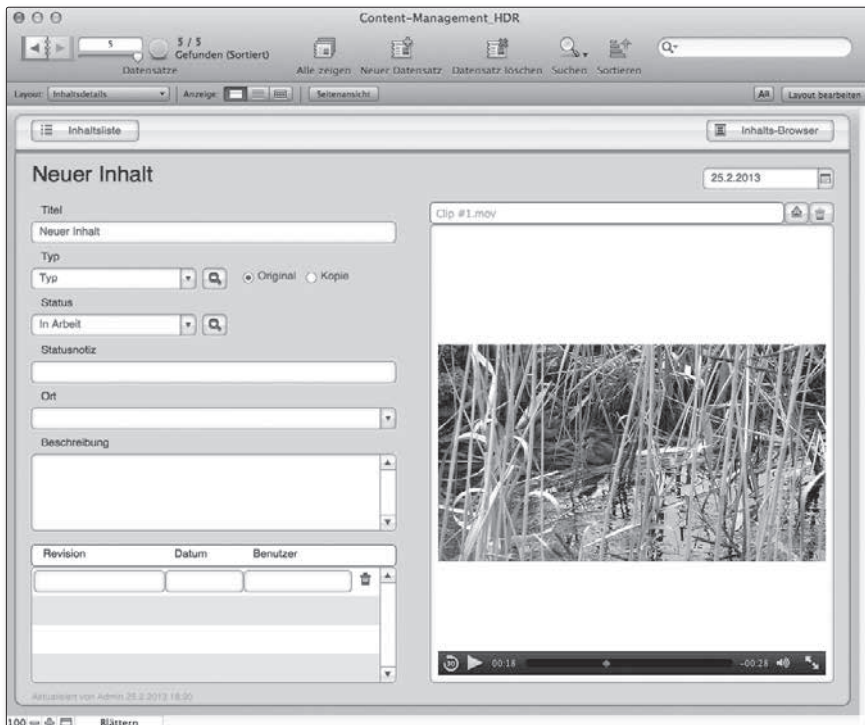 Content-Management_HDR
5
5 / 5
Gefunden (Sortiert)
Datensätze
Alle zeigen
Neuer Datensatz
Datensatz löschen
Suchen
Sortieren
Layout: Inhaltsdetails
Anzeige:
Seitenansicht
Aa
Layout bearbeiten
Inhaltsliste
Inhalts-Browser
Neuer Inhalt
25.2.2013
Titel
Neuer Inhalt
Clip #1.mov
Typ
Typ
Original
Kopie
Status
In Arbeit
Statusnotiz
Ort
Beschreibung
Revision
Datum
Benutzer
30
00:18
-00:28
Aktualisiert von Admin 25.2.2013 18:00
100
Blättern